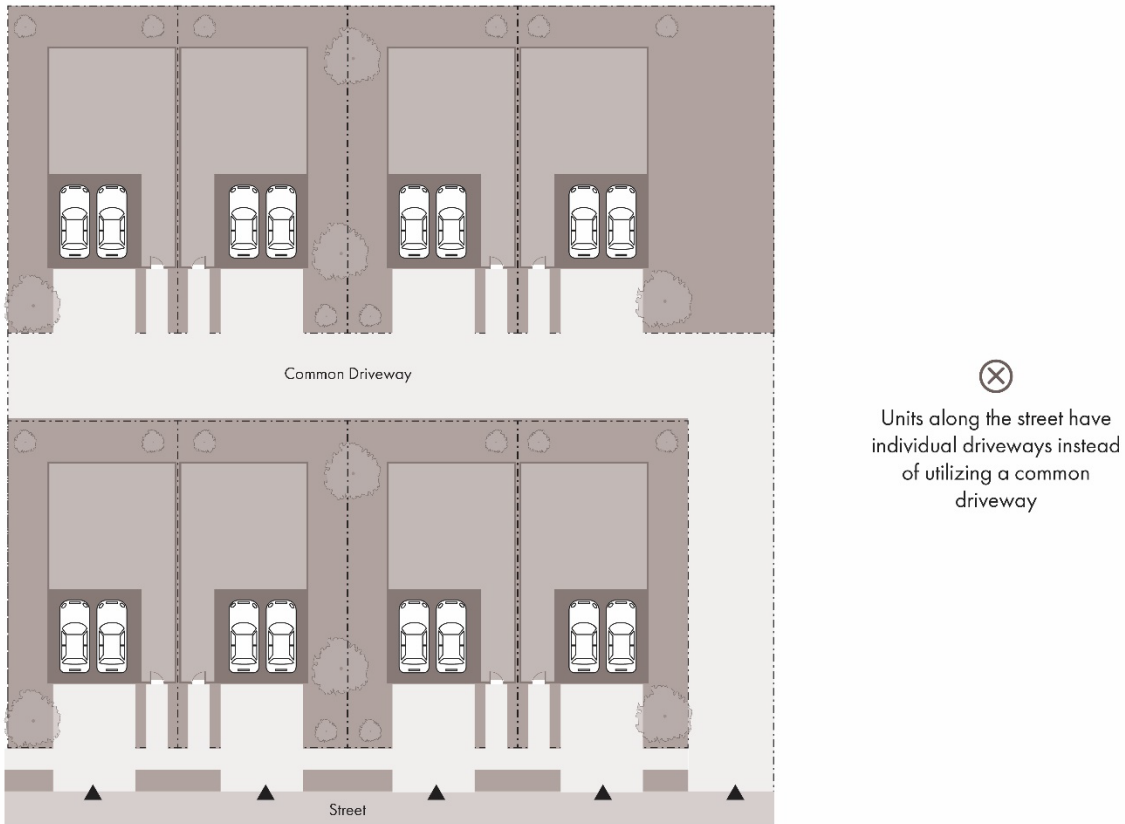 Common Driveway
Units along the street have
individual driveways instead
of utilizing a common
driveway
Street